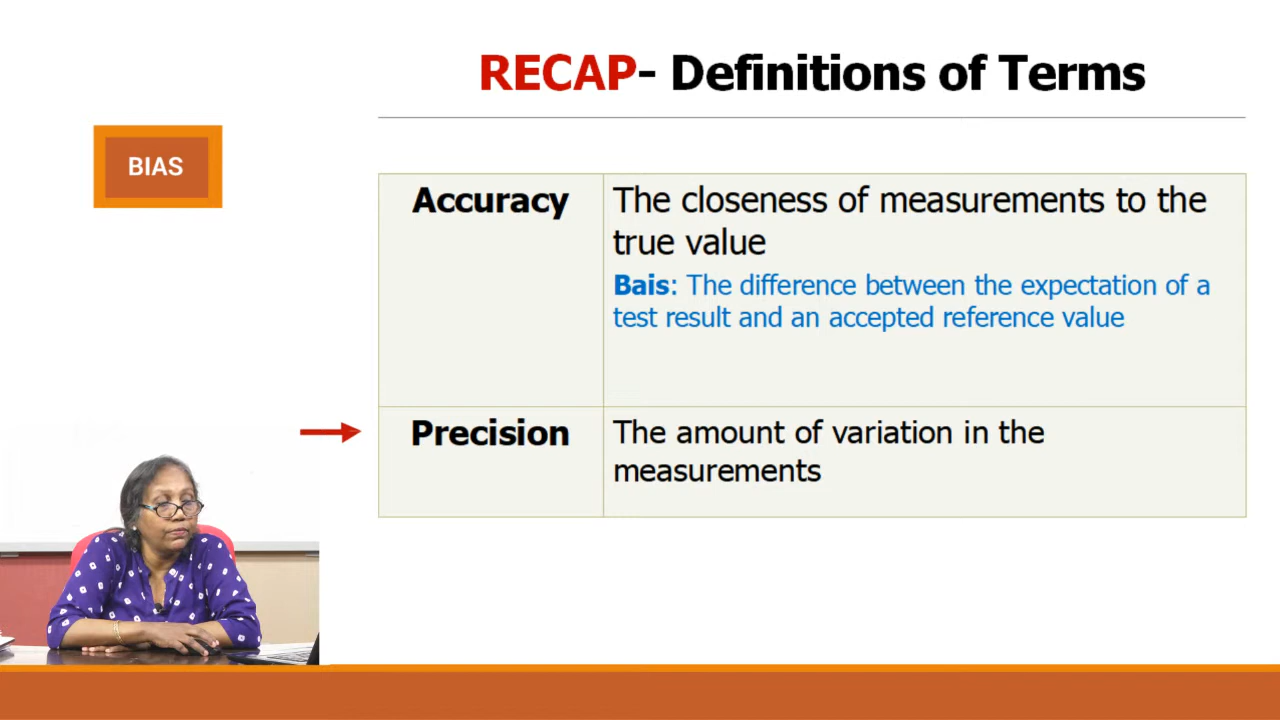 RECAP- Definitions of Terms
BIAS
Accuracy
The closeness of measurements to the
true value
Bais: The difference between the expectation of a
test result and an accepted reference value
Precision
The amount of variation in the
measurements